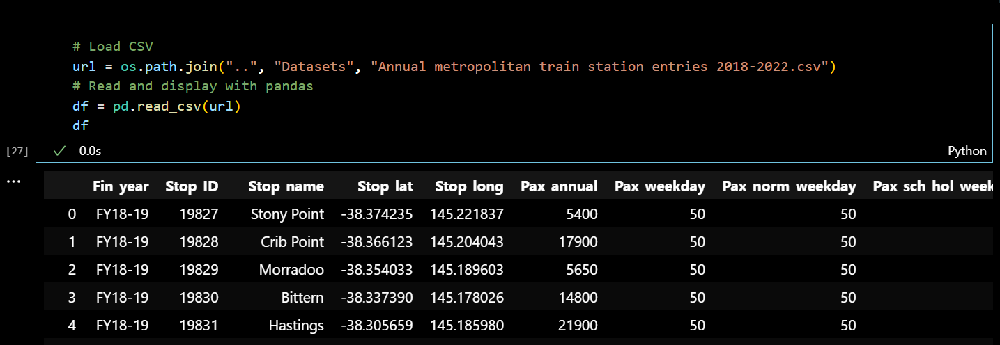 # Load CSV
url = os.path.join("..", "Datasets", "Annual metropolitan train station entries 2018-2022.csv")
# Read and display with pandas
df = pd.read_csv(url)
df
[27] 0.0s Python
...
Fin_year Stop_ID Stop_name Stop_lat Stop_long Pax_annual Pax_weekday Pax_norm_weekday Pax_sch_hol_week
0 FY18-19 19827 Stony Point -38.374235 145.221837 5400 50 50
1 FY18-19 19828 Crib Point -38.366123 145.204043 17900 50 50
2 FY18-19 19829 Morradoo -38.354033 145.189603 5650 50 50
3 FY18-19 19830 Bittern -38.337390 145.178026 14800 50 50
4 FY18-19 19831 Hastings -38.305659 145.185980 21900 50 50